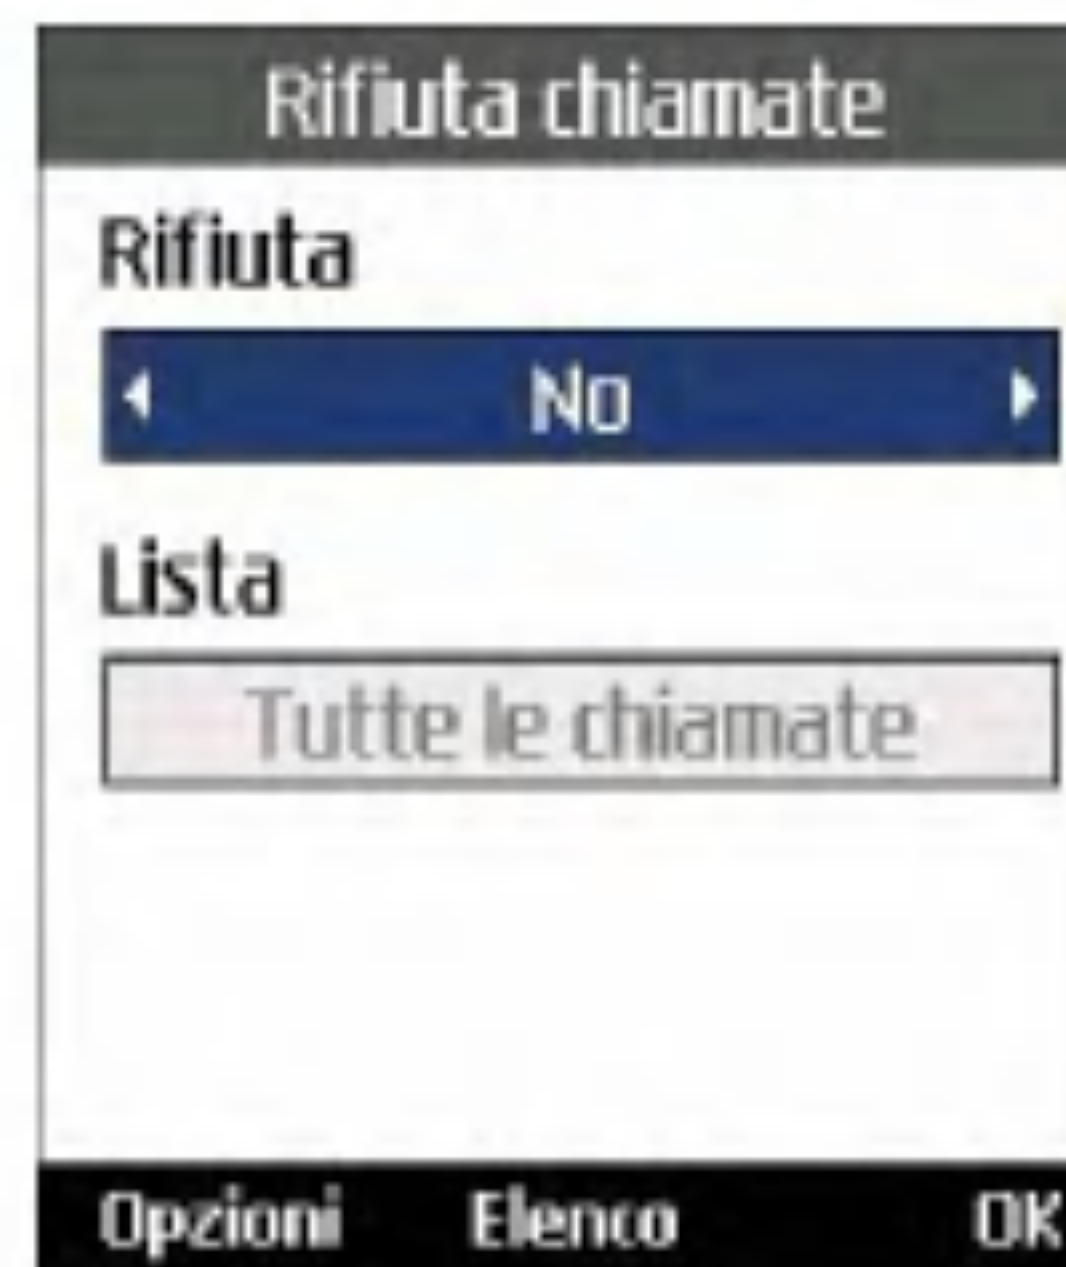 Rifiuta chiamate
Rifiuta
No
Lista
Tutte le chiamate
Opzioni Elenco OK